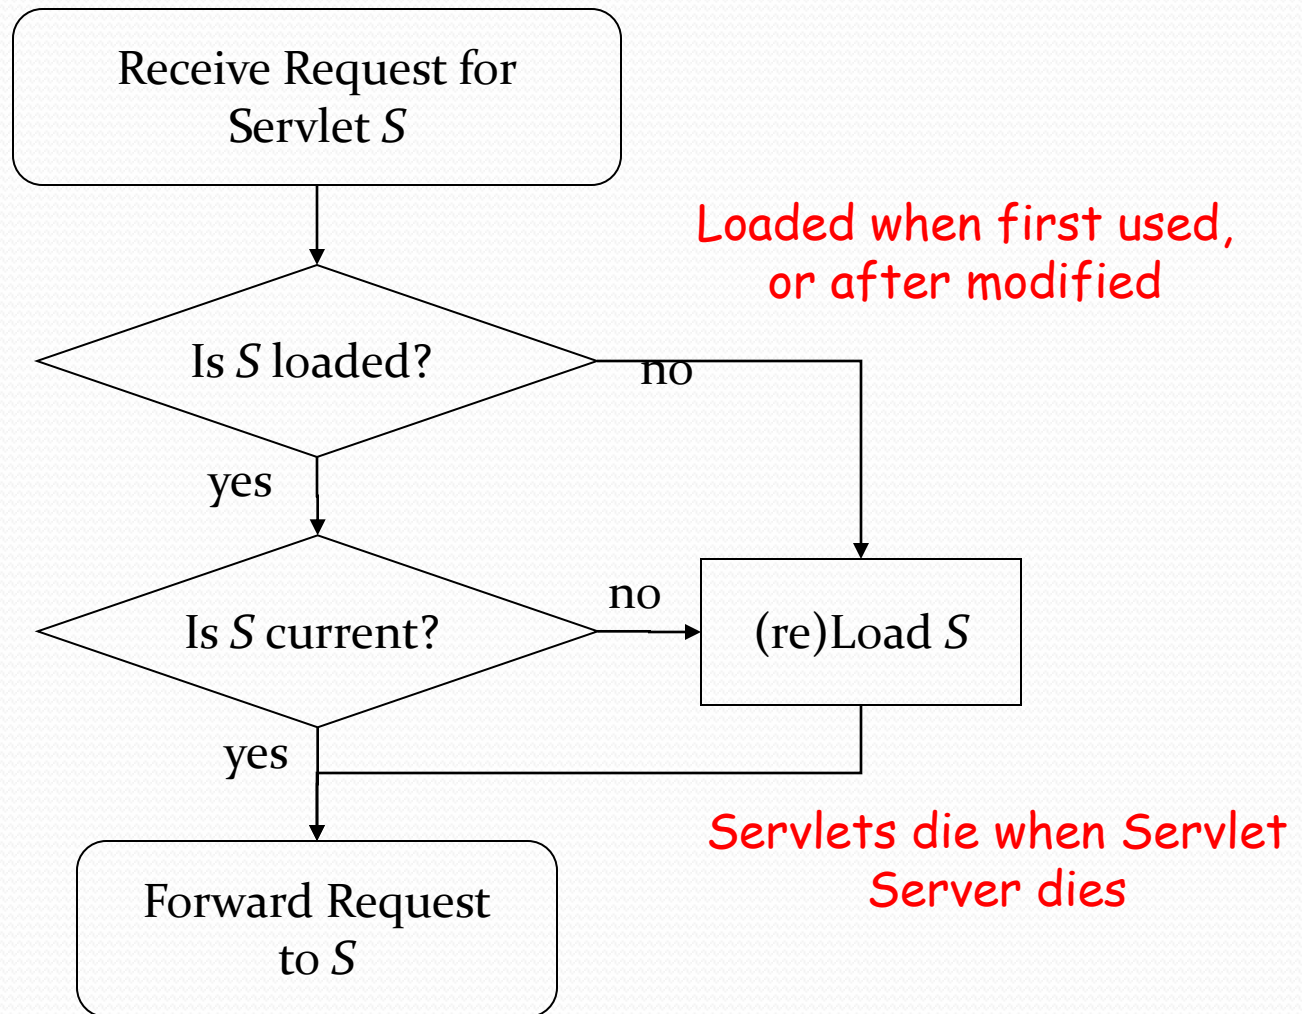 Receive Request for
Servlet S
Loaded when first used,
or after modified
Is S loaded?
no
yes
Is S current?
no
(re)Load S
yes
Servlets die when Servlet
Server dies
Forward Request
to S